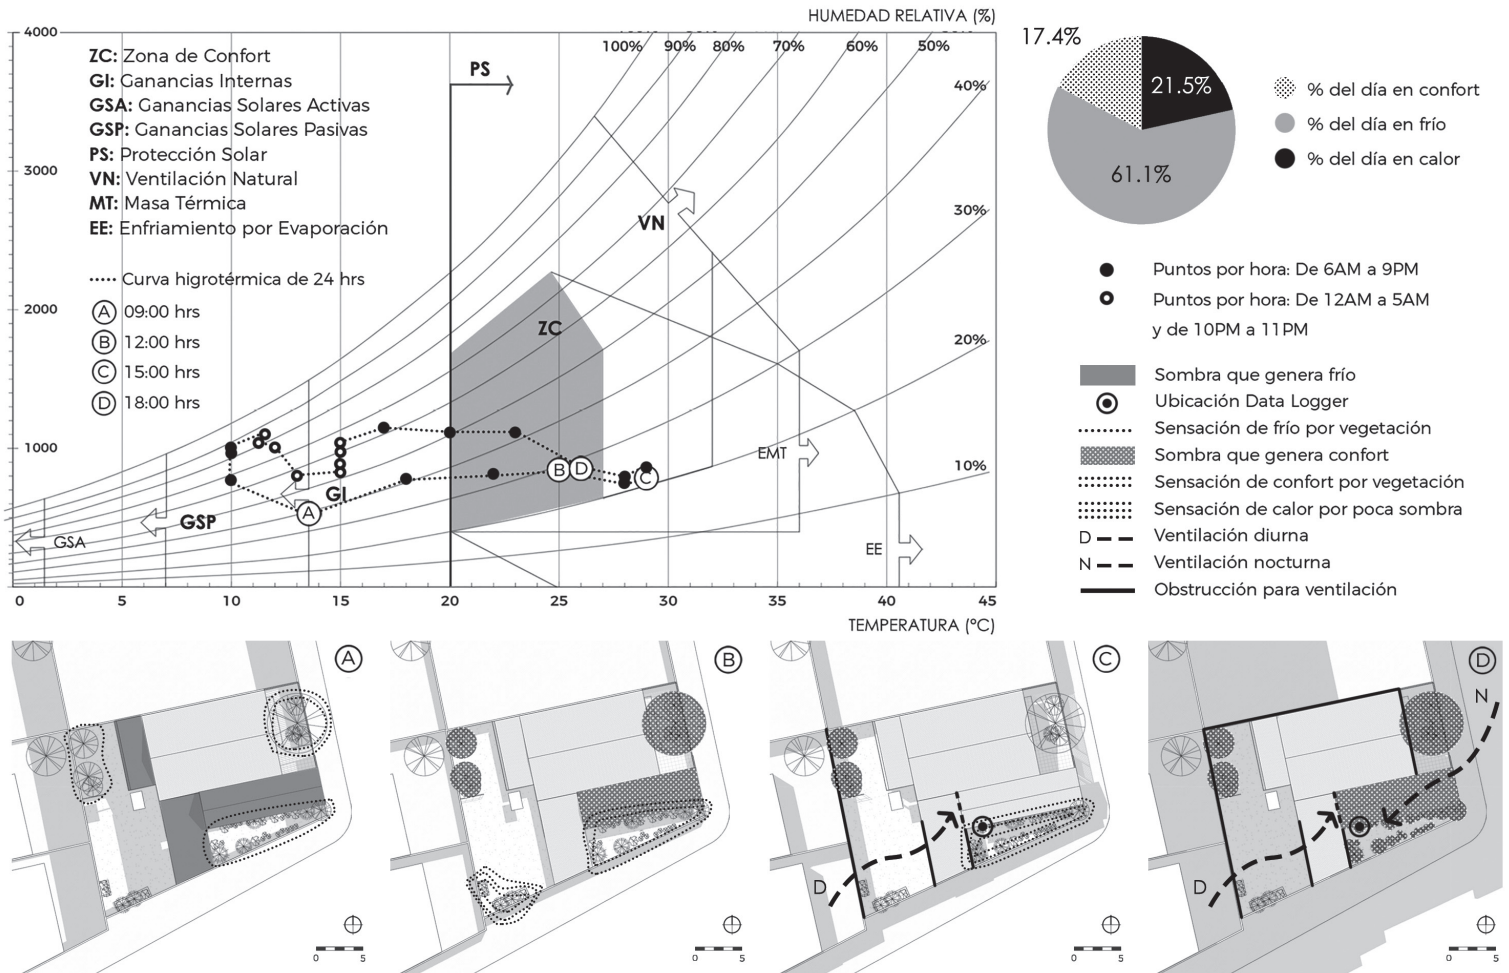 HUMEDAD RELATIVA (%)
4000
3000
2000
1000
ZC: Zona de Confort
GI: Ganancias Internas
GSA: Ganancias Solares Activas
GSP: Ganancias Solares Pasivas
PS: Protección Solar
VN: Ventilación Natural
MT: Masa Térmica
EE: Enfriamiento por Evaporación
Curva higrotérmica de 24 hrs
A 09:00 hrs
B 12:00 hrs
C 15:00 hrs
D 18:00 hrs
100% 90% 80% 70% 60% 50%
40%
30%
20%
10%
PS
VN
ZC
EMT
EE
GI
GSP
GSA
A
B
D
C
0 5 10 15 20 25 30 35 40 45
TEMPERATURA (ºC)
17.4%
21.5%
61.1%
% del día en confort
% del día en frío
% del día en calor
Puntos por hora: De 6AM a 9PM
Puntos por hora: De 12AM a 5AM
y de 10PM a 11PM
Sombra que genera frío
Ubicación Data Logger
Sensación de frío por vegetación
Sombra que genera confort
Sensación de confort por vegetación
Sensación de calor por poca sombra
D Ventilación diurna
N Ventilación nocturna
Obstrucción para ventilación
A
0 5
B
0 5
C
D
0 5
D
N
D
0 5